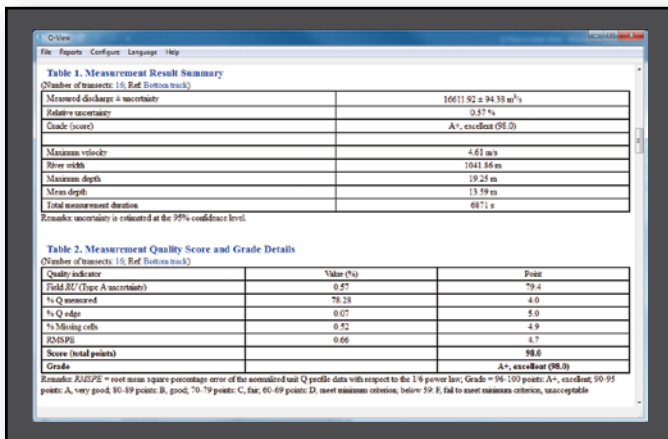 Q-View
File Reports Configure Language Help
Table 1. Measurement Result Summary
(Number of transects: 16; Ref: Bottom track)
Measured discharge ± uncertainty 16611.92 ± 94.38 m³/s
Relative uncertainty 0.57 %
Grade (score) A+, excellent (98.0)
Maximum velocity 4.61 m/s
River width 1041.86 m
Maximum depth 19.25 m
Mean depth 13.59 m
Total measurement duration 6871 s
Remarks: uncertainty is estimated at the 95% confidence level.
Table 2. Measurement Quality Score and Grade Details
(Number of transects: 16; Ref: Bottom track)
Quality indicator Value (%) Point
Field RU (Type A uncertainty) 0.57 79.4
% Q measured 78.28 4.0
% Q edge 0.07 5.0
% Missing cells 0.52 4.9
RMSPE 0.66 4.7
Score (total points) 98.0
Grade A+, excellent (98.0)
Remarks: RMSPE = root mean square percentage error of the normalized unit Q profile data with respect to the 1/6 power law; Grade = 96-100 points: A+, excellent; 90-95
points: A, very good; 80-89 points: B, good; 70-79 points: C, fair; 60-69 points: D, meet minimum criterion; below 59: F, fail to meet minimum criterion, unacceptable